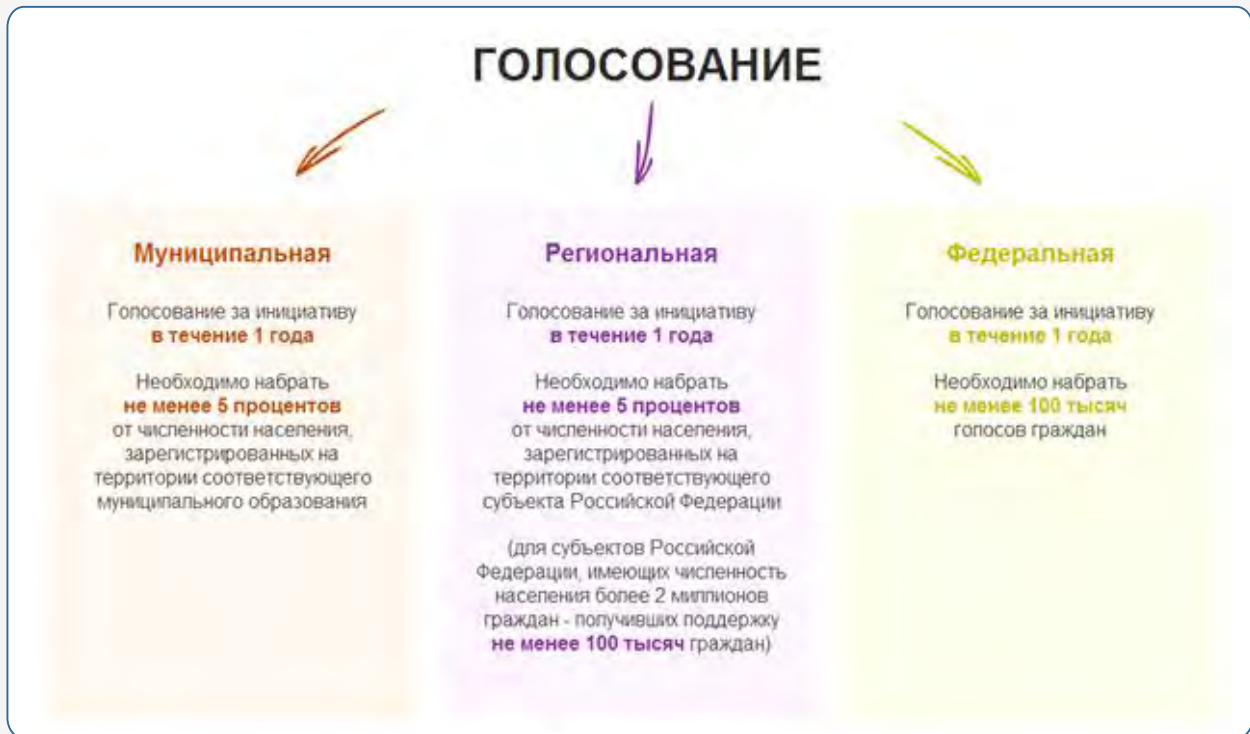 ГОЛОСОВАНИЕ
Муниципальная
Голосование за инициативу
в течение 1 года
Необходимо набрать
не менее 5 процентов
от численности населения,
зарегистрированных на
территории соответствующего
муниципального образования
Региональная
Голосование за инициативу
в течение 1 года
Необходимо набрать
не менее 5 процентов
от численности населения,
зарегистрированных на
территории соответствующего
субъекта Российской Федерации
(для субъектов Российской
Федерации, имеющих численность
населения более 2 миллионов
граждан - получивших поддержку
не менее 100 тысяч граждан)
Федеральная
Голосование за инициативу
в течение 1 года
Необходимо набрать
не менее 100 тысяч
голосов граждан